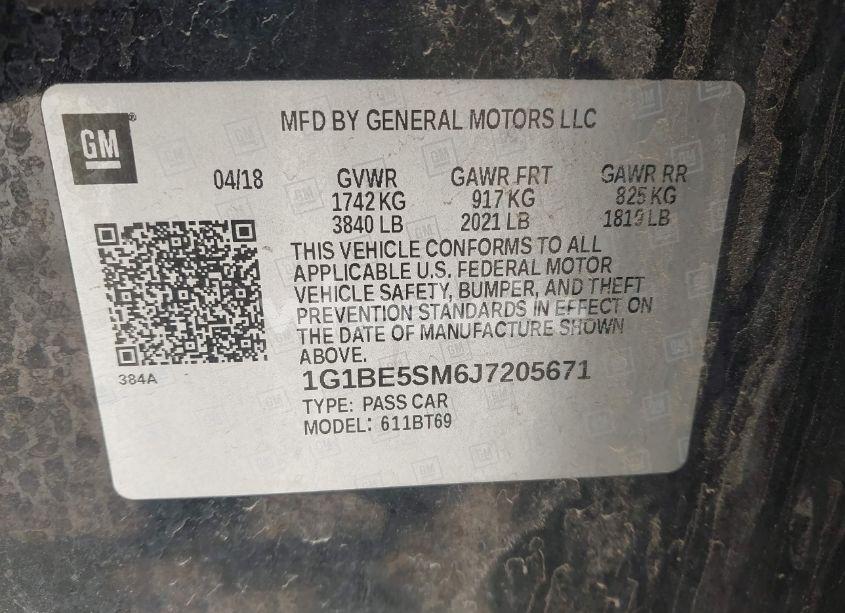 GM
MFD BY GENERAL MOTORS LLC
04/18 GVWR GAWR FRT GAWR RR
1742 KG 917 KG 825 KG
3840 LB 2021 LB 1819 LB
THIS VEHICLE CONFORMS TO ALL
APPLICABLE U.S. FEDERAL MOTOR
VEHICLE SAFETY, BUMPER, AND THEFT
PREVENTION STANDARDS IN EFFECT ON
THE DATE OF MANUFACTURE SHOWN
ABOVE.
384A
1G1BE5SM6J7205671
TYPE: PASS CAR
MODEL: 611BT69